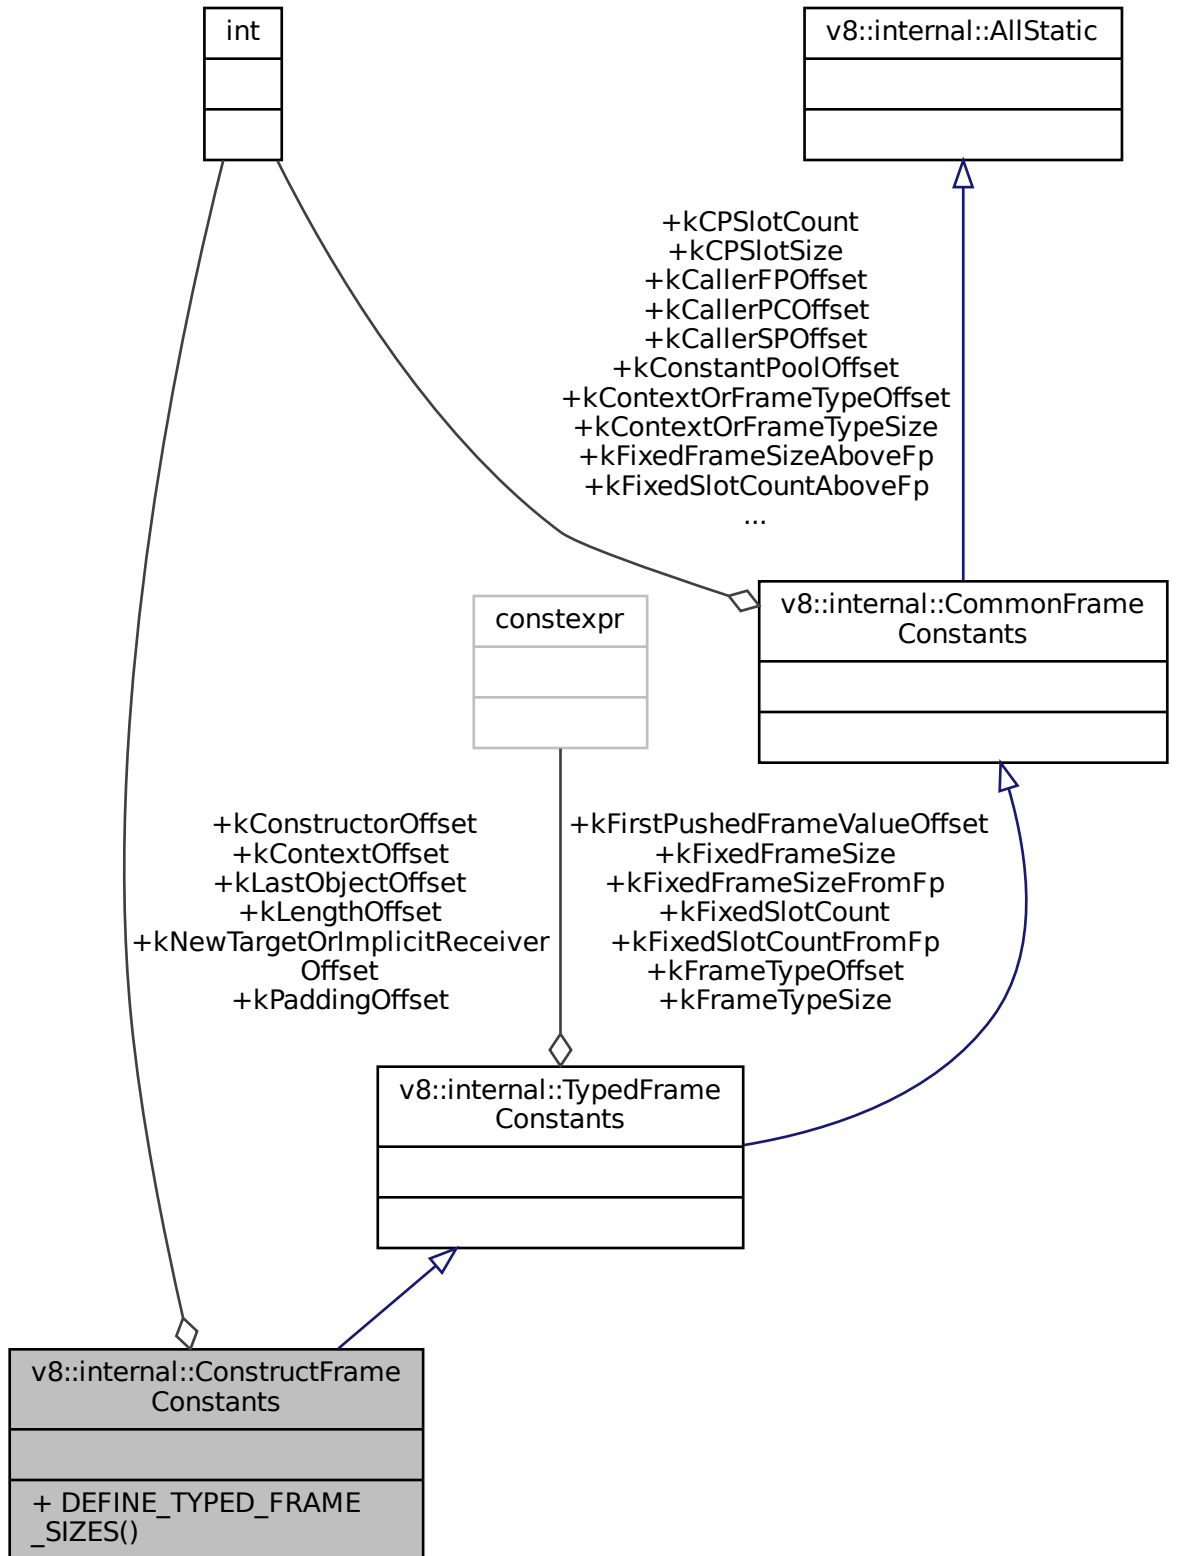 int
v8::internal::AllStatic
+kCPSlotCount
+kCPSlotSize
+kCallerFPOffset
+kCallerPCOffset
+kCallerSPOffset
+kConstantPoolOffset
+kContextOrFrameTypeOffset
+kContextOrFrameTypeSize
+kFixedFrameSizeAboveFp
+kFixedSlotCountAboveFp
...
constexpr
v8::internal::CommonFrame
Constants
+kConstructorOffset
+kContextOffset
+kLastObjectOffset
+kLengthOffset
+kNewTargetOrImplicitReceiver
Offset
+kPaddingOffset
+kFirstPushedFrameValueOffset
+kFixedFrameSize
+kFixedFrameSizeFromFp
+kFixedSlotCount
+kFixedSlotCountFromFp
+kFrameTypeOffset
+kFrameTypeSize
v8::internal::TypedFrame
Constants
v8::internal::ConstructFrame
Constants
+ DEFINE_TYPED_FRAME
_SIZES()